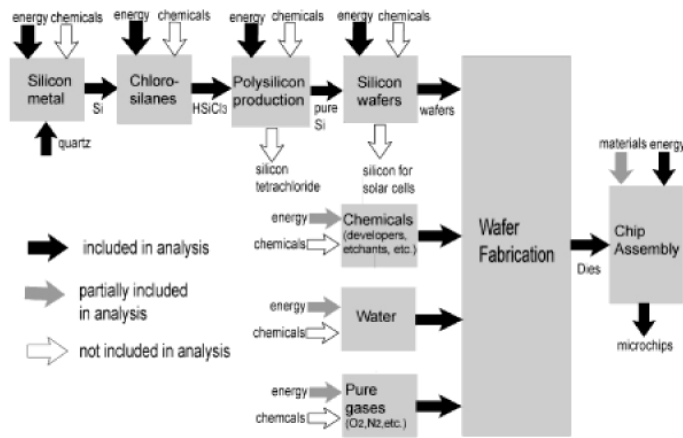 energy chemicals
energy chemicals
energy chemicals
energy chemicals
Silicon
metal
Si
quartz
Chloro-
silanes
HSiCl3
Polysilicon
production
pure
Si
silicon
tetrachloride
Silicon
wafers
wafers
silicon for
solar cells
energy
chemicals
Chemicals
(developers,
etchants, etc.)
energy
chemicals
Water
energy
chemcals
Pure
gases
(O2,N2,etc.)
Wafer
Fabrication
Dies
materials energy
Chip
Assembly
microchips
included in analysis
partially included
in analysis
not included in analysis